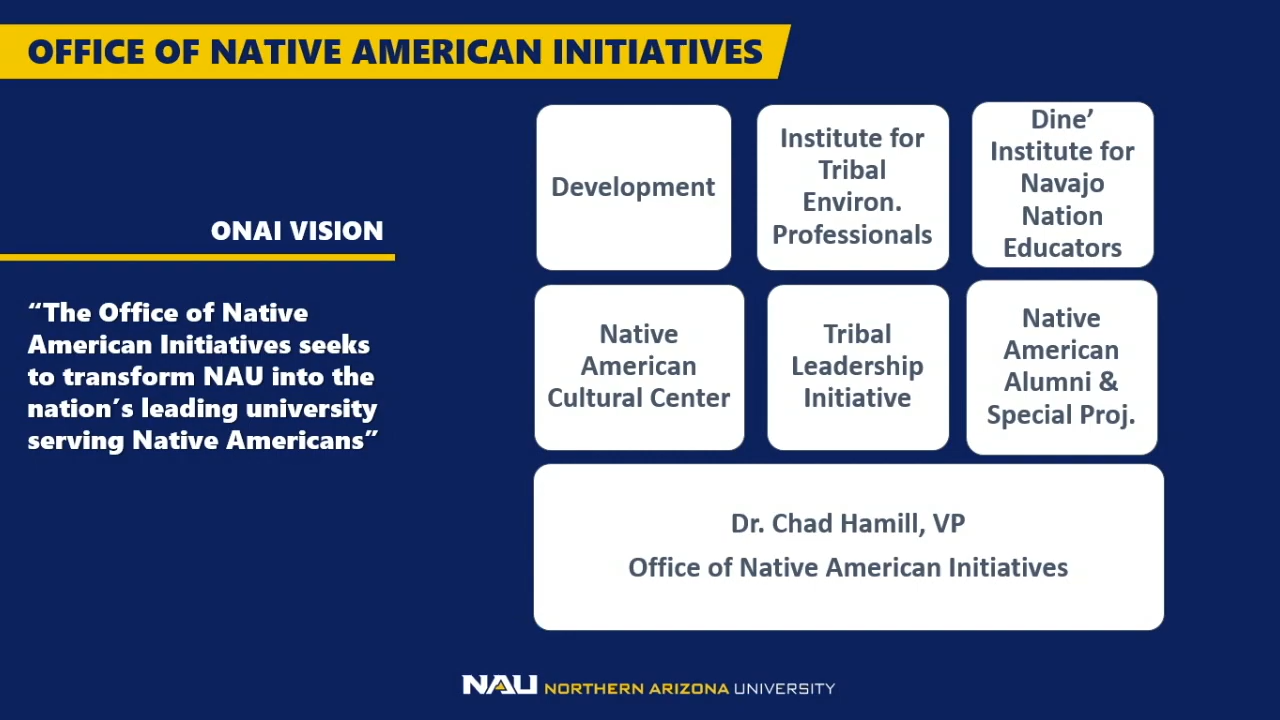 OFFICE OF NATIVE AMERICAN INITIATIVES
ONAI VISION
“The Office of Native
American Initiatives seeks
to transform NAU into the
nation’s leading university
serving Native Americans”
Development
Institute for
Tribal
Environ.
Professionals
Dine’
Institute for
Navajo
Nation
Educators
Native
American
Cultural Center
Tribal
Leadership
Initiative
Native
American
Alumni &
Special Proj.
Dr. Chad Hamill, VP
Office of Native American Initiatives
NAU NORTHERN ARIZONA UNIVERSITY